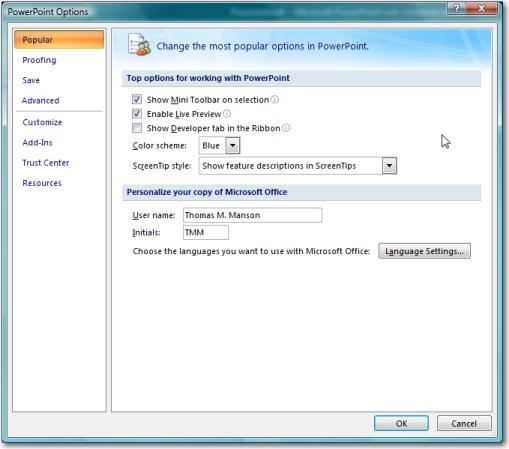 PowerPoint Options
Popular
Proofing
Save
Advanced
Customize
Add-Ins
Trust Center
Resources
Change the most popular options in PowerPoint.
Top options for working with PowerPoint
Show Mini Toolbar on selection
Enable Live Preview
Show Developer tab in the Ribbon
Color scheme: Blue
ScreenTip style: Show feature descriptions in ScreenTips
Personalize your copy of Microsoft Office
User name: Thomas M. Manson
Initials: TMM
Choose the languages you want to use with Microsoft Office: Language Settings...
OK Cancel